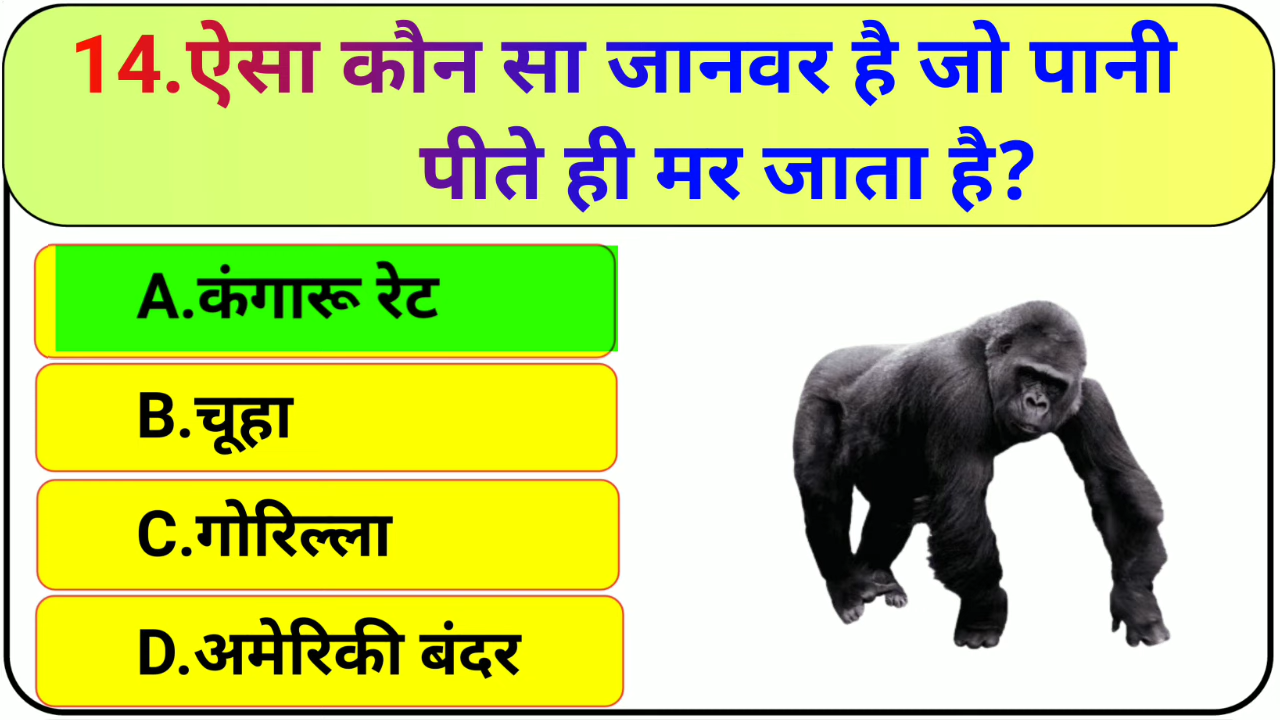 14.ऐसा कौन सा जानवर है जो पानी
पीते ही मर जाता है?
A.कंगारू रेट
B.चूहा
C.गोरिल्ला
D.अमेरिकी बंदर